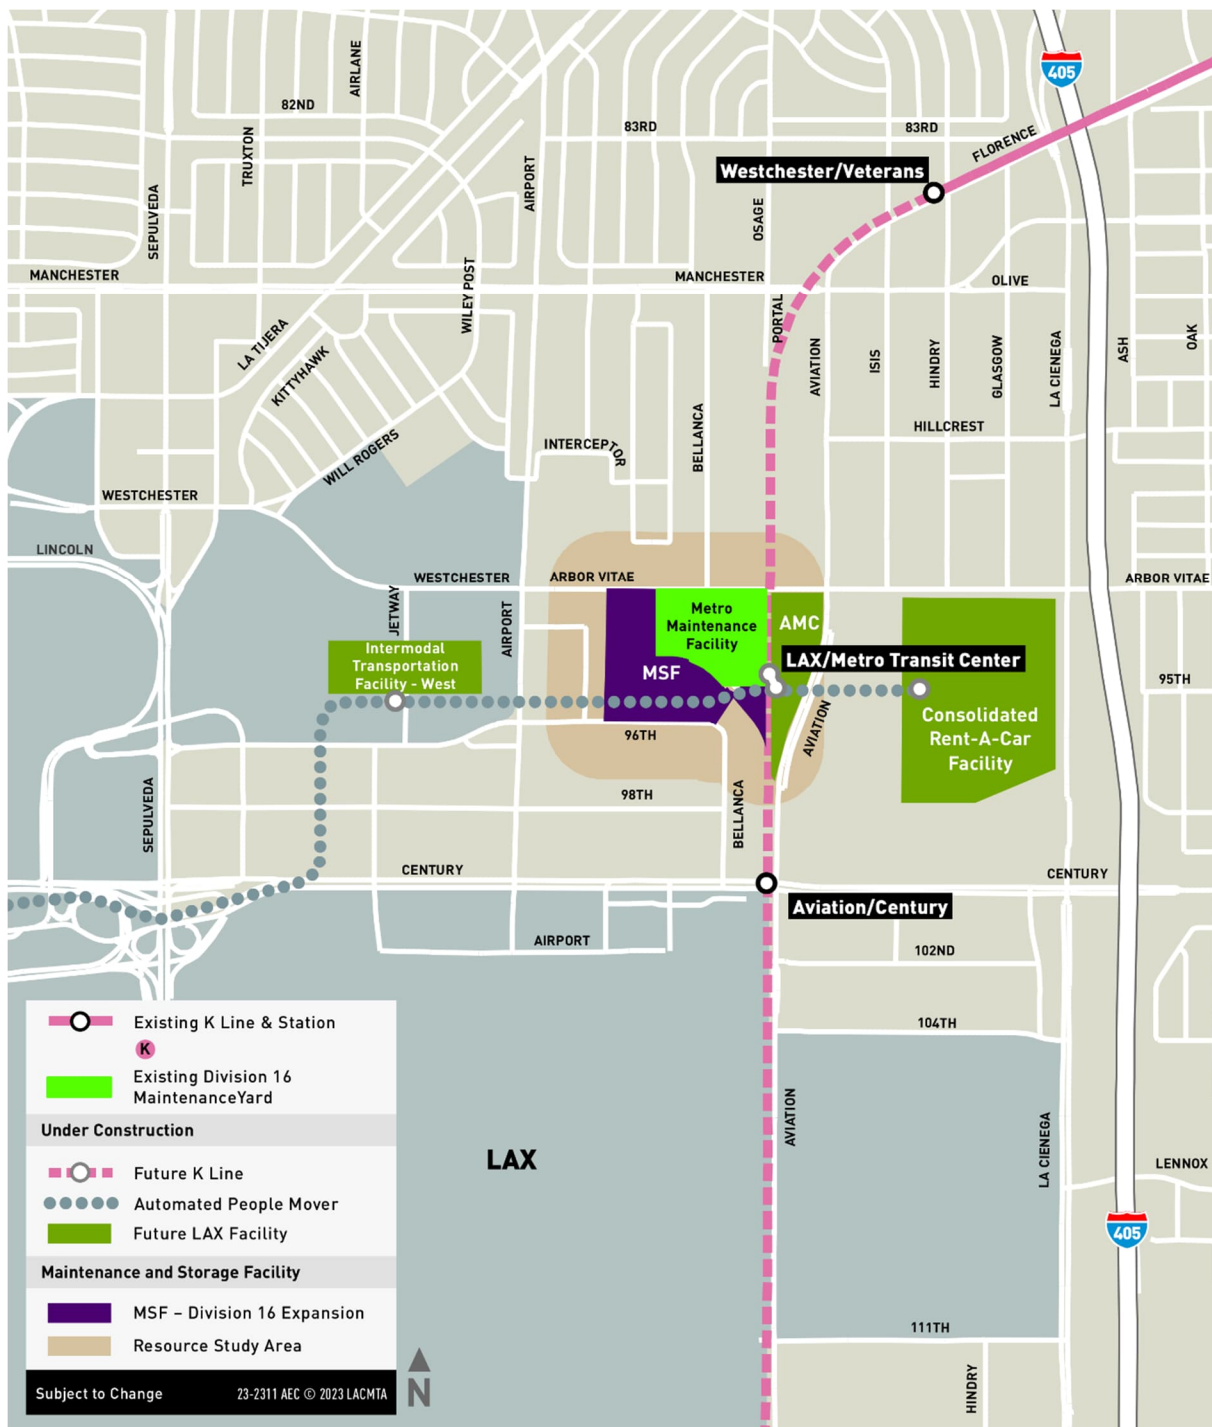 405
AIRLANE
82ND
83RD
83RD
FLORENCE
TRUXTON
AIRPORT
Westchester/Veterans
SEPULVEDA
OSAGE
MANCHESTER
MANCHESTER
OLIVE
WILEY POST
PORTAL
LA TIJERA
KITTYHAWK
AVIATION
ISIS
HINDRY
GLASGOW
LA CIENEGA
ASH
OAK
BELLANCA
HILLCREST
INTERCEPTOR
WILL ROGERS
WESTCHESTER
LINCOLN
WESTCHESTER
ARBOR VITAE
ARBOR VITAE
JETWAY
AIRPORT
Metro
Maintenance
Facility
AMC
Intermodal
Transportation
Facility - West
MSF
LAX/Metro Transit Center
95TH
Consolidated
Rent-A-Car
Facility
AVIATION
96TH
98TH
SEPULVEDA
BELLANCA
CENTURY
CENTURY
Aviation/Century
AIRPORT
102ND
104TH
AVIATION
LA CIENEGA
LAX
LENNOX
405
111TH
HINDRY
Existing K Line & Station
K
Existing Division 16
MaintenanceYard
Under Construction
Future K Line
Automated People Mover
Future LAX Facility
Maintenance and Storage Facility
MSF – Division 16 Expansion
Resource Study Area
Subject to Change 23-2311 AEC © 2023 LACMTA
N